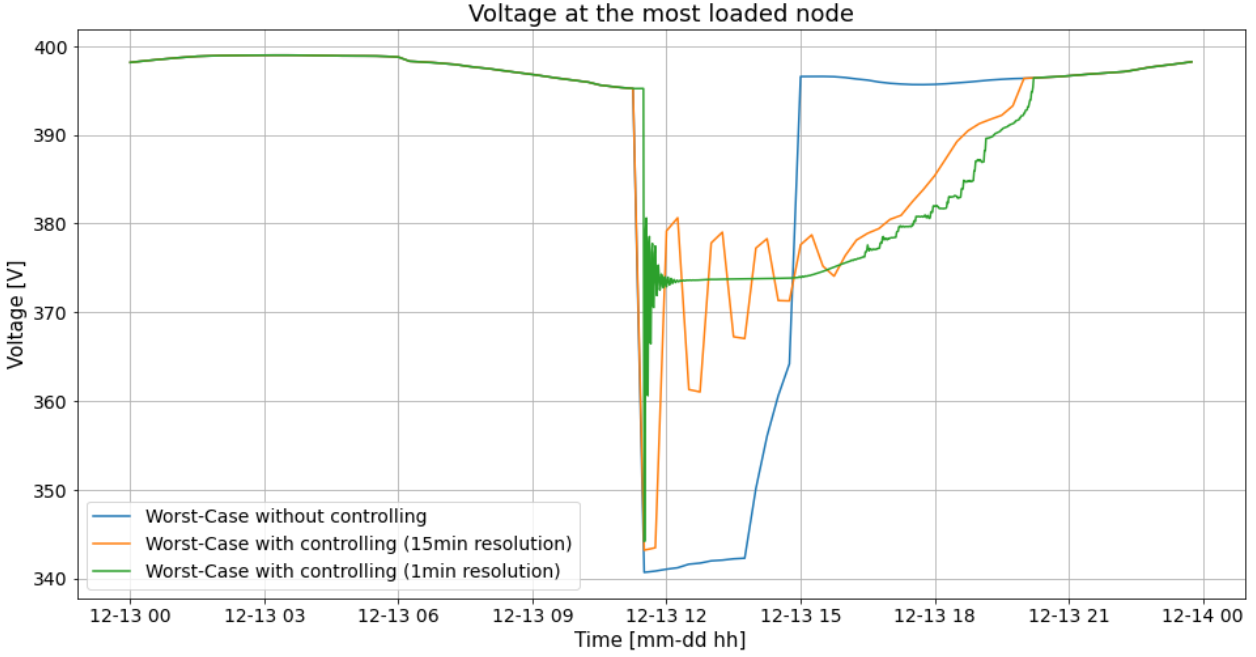 Voltage at the most loaded node
Voltage [V]
400
390
380
370
360
350
340
Worst-Case without controlling
Worst-Case with controlling (15min resolution)
Worst-Case with controlling (1min resolution)
12-13 00 12-13 03 12-13 06 12-13 09 12-13 12 12-13 15 12-13 18 12-13 21 12-14 00
Time [mm-dd hh]